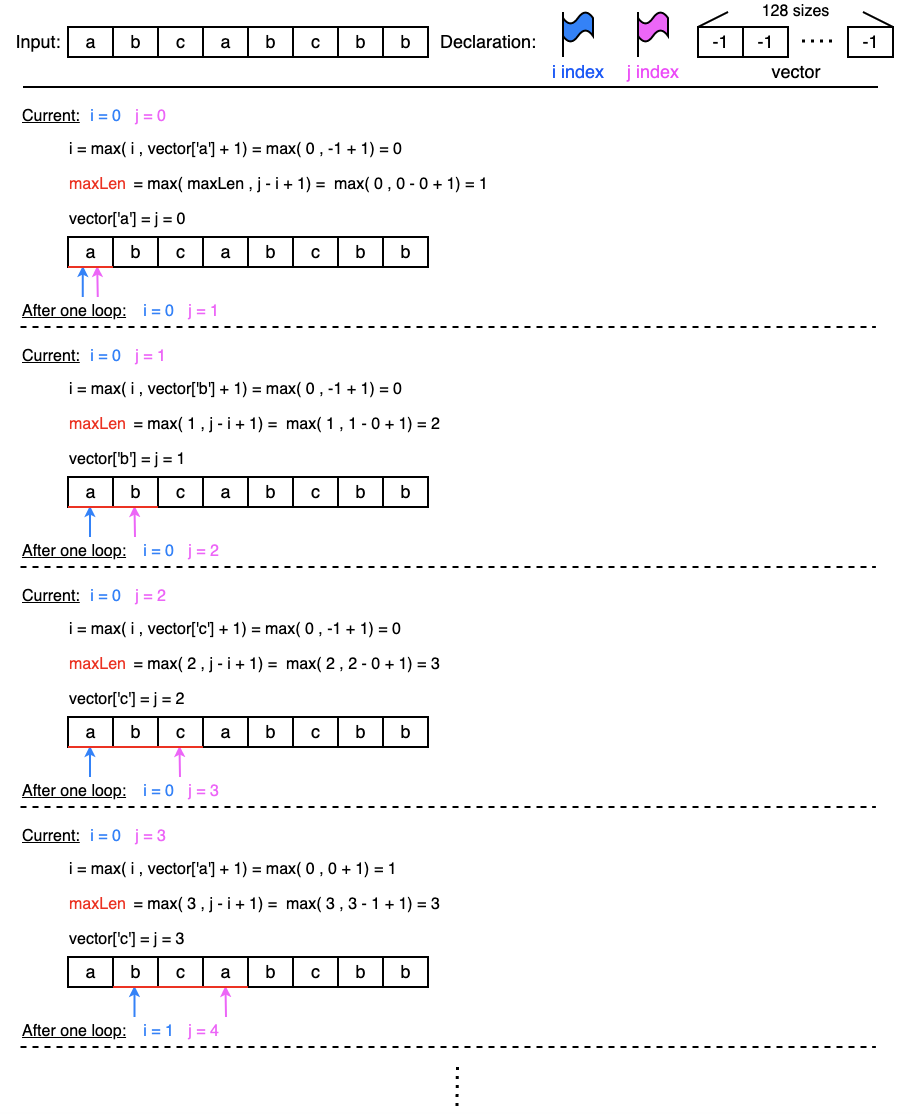 128 sizes
Input: a b c a b c b b Declaration: -1 -1 .... -1
i index j index vector
Current: i = 0 j = 0
i = max( i , vector['a'] + 1) = max( 0 , -1 + 1) = 0
maxLen = max( maxLen , j - i + 1) = max( 0 , 0 - 0 + 1) = 1
vector['a'] = j = 0
a b c a b c b b
After one loop: i = 0 j = 1
Current: i = 0 j = 1
i = max( i , vector['b'] + 1) = max( 0 , -1 + 1) = 0
maxLen = max( 1 , j - i + 1) = max( 1 , 1 - 0 + 1) = 2
vector['b'] = j = 1
a b c a b c b b
After one loop: i = 0 j = 2
Current: i = 0 j = 2
i = max( i , vector['c'] + 1) = max( 0 , -1 + 1) = 0
maxLen = max( 2 , j - i + 1) = max( 2 , 2 - 0 + 1) = 3
vector['c'] = j = 2
a b c a b c b b
After one loop: i = 0 j = 3
Current: i = 0 j = 3
i = max( i , vector['a'] + 1) = max( 0 , 0 + 1) = 1
maxLen = max( 3 , j - i + 1) = max( 3 , 3 - 1 + 1) = 3
vector['c'] = j = 3
a b c a b c b b
After one loop: i = 1 j = 4